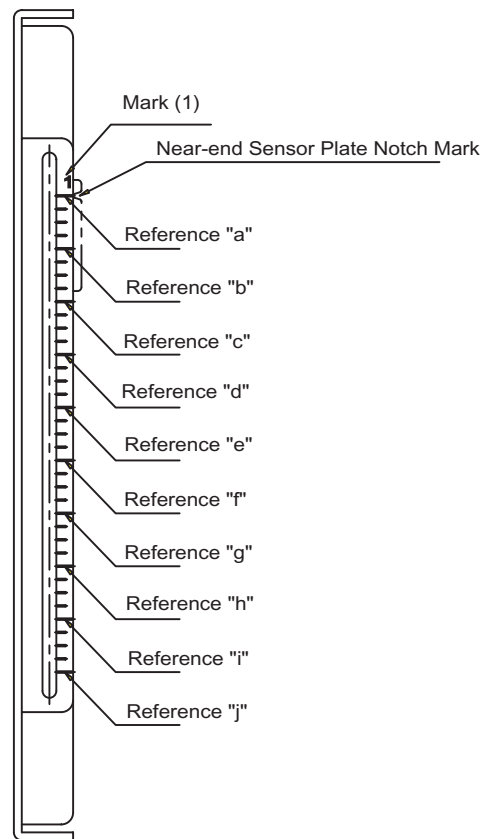 Mark (1)
Near-end Sensor Plate Notch Mark
1
Reference "a"
Reference "b"
Reference "c"
Reference "d"
Reference "e"
Reference "f"
Reference "g"
Reference "h"
Reference "i"
Reference "j"